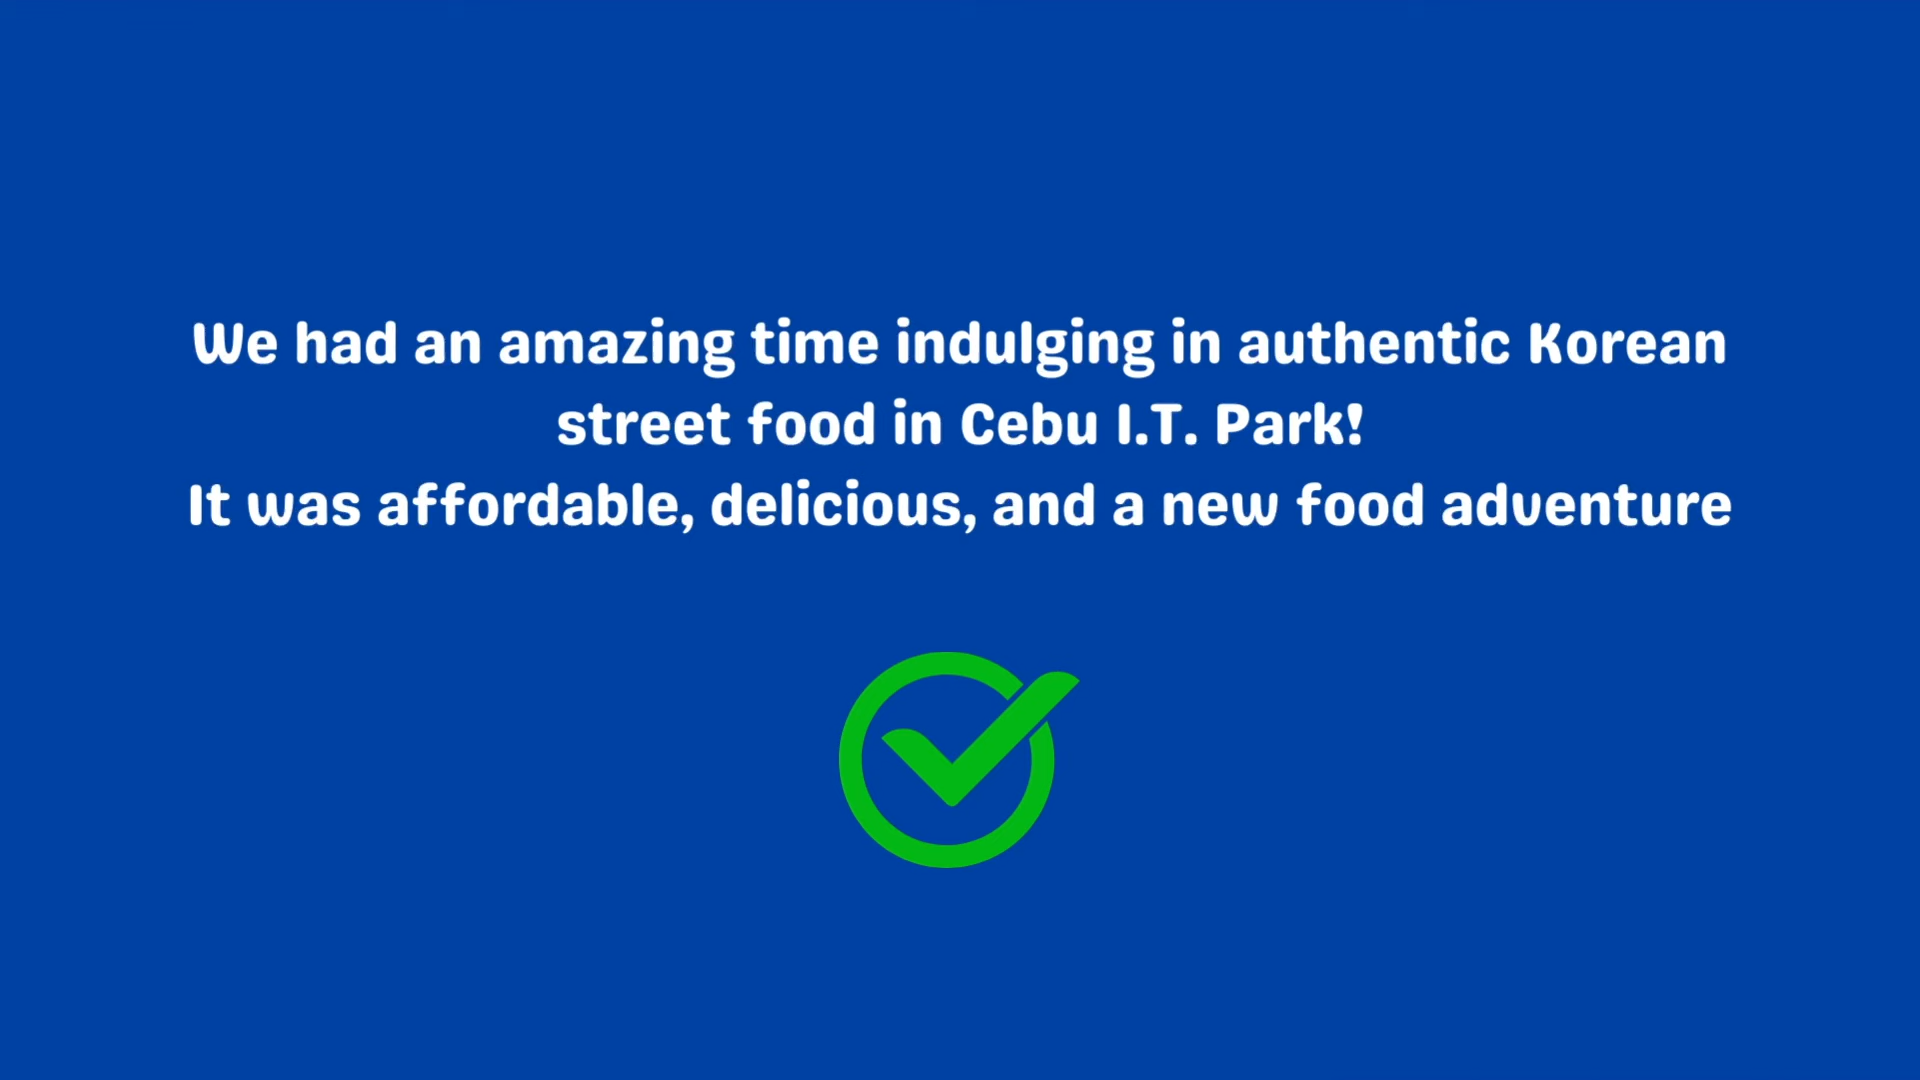 We had an amazing time indulging in authentic Korean
street food in Cebu I.T. Park!
It was affordable, delicious, and a new food adventure